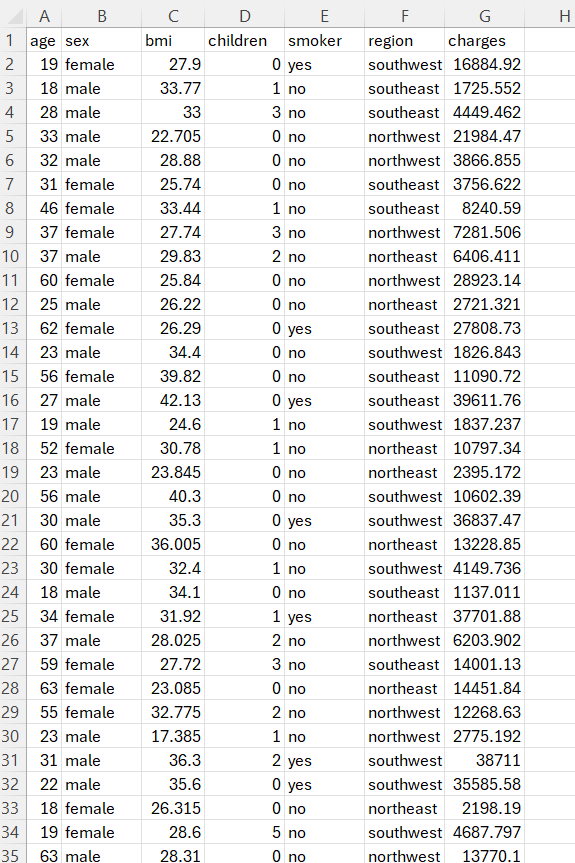 A B C D E F G H
1 age sex bmi children smoker region charges
2 19 female 27.9 0 yes southwest 16884.92
3 18 male 33.77 1 no southeast 1725.552
4 28 male 33 3 no southeast 4449.462
5 33 male 22.705 0 no northwest 21984.47
6 32 male 28.88 0 no northwest 3866.855
7 31 female 25.74 0 no southeast 3756.622
8 46 female 33.44 1 no southeast 8240.59
9 37 female 27.74 3 no northwest 7281.506
10 37 male 29.83 2 no northeast 6406.411
11 60 female 25.84 0 no northwest 28923.14
12 25 male 26.22 0 no northeast 2721.321
13 62 female 26.29 0 yes southeast 27808.73
14 23 male 34.4 0 no southwest 1826.843
15 56 female 39.82 0 no southeast 11090.72
16 27 male 42.13 0 yes southeast 39611.76
17 19 male 24.6 1 no southwest 1837.237
18 52 female 30.78 1 no northeast 10797.34
19 23 male 23.845 0 no northeast 2395.172
20 56 male 40.3 0 no southwest 10602.39
21 30 male 35.3 0 yes southwest 36837.47
22 60 female 36.005 0 no northeast 13228.85
23 30 female 32.4 1 no southwest 4149.736
24 18 male 34.1 0 no southeast 1137.011
25 34 female 31.92 1 yes northeast 37701.88
26 37 male 28.025 2 no northwest 6203.902
27 59 female 27.72 3 no southeast 14001.13
28 63 female 23.085 0 no northeast 14451.84
29 55 female 32.775 2 no northwest 12268.63
30 23 male 17.385 1 no northwest 2775.192
31 31 male 36.3 2 yes southwest 38711
32 22 male 35.6 0 yes southwest 35585.58
33 18 female 26.315 0 no northeast 2198.19
34 19 female 28.6 5 no southwest 4687.797
35 63 male 28.31 0 no northwest 13770.1